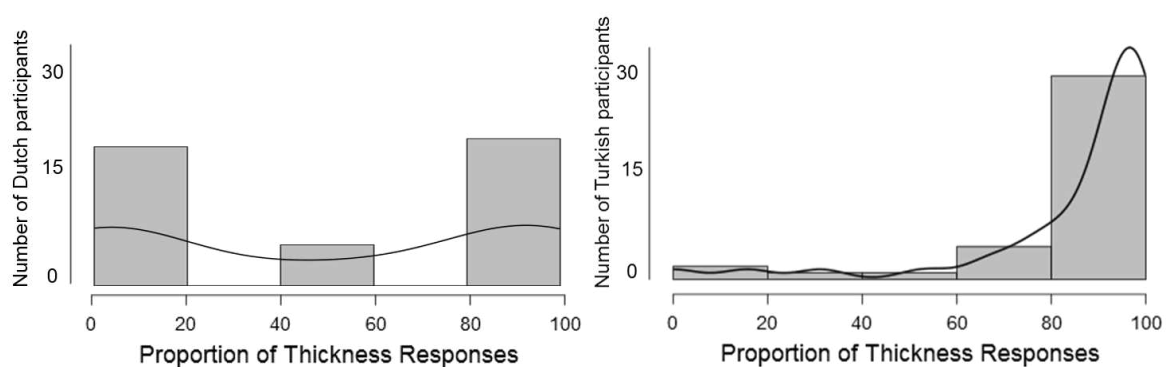 Number of Dutch participants
30
15
0
0 20 40 60 80 100
Proportion of Thickness Responses
Number of Turkish participants
30
15
0
0 20 40 60 80 100
Proportion of Thickness Responses